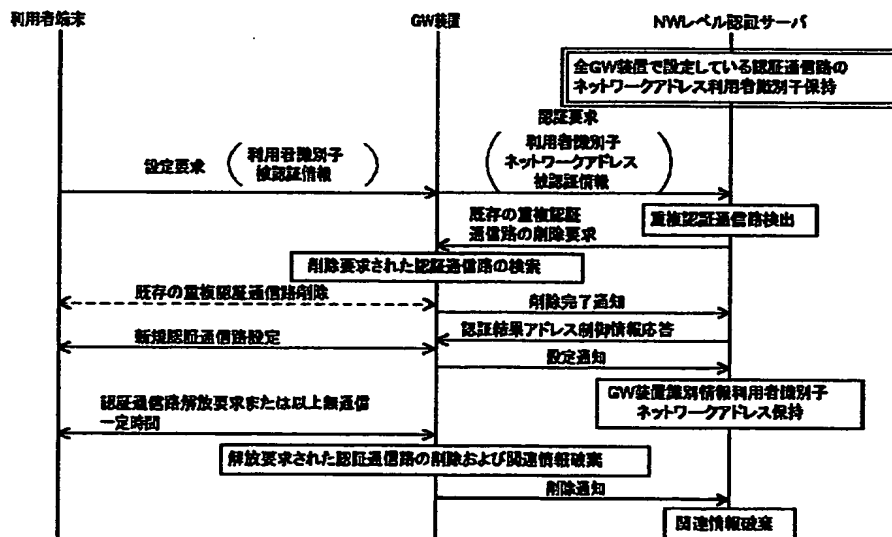 利用者端末
GW装置
NWレベル認証サーバ
全GW装置で設定している認証通信路の
ネットワークアドレス利用者識別子保持
認証要求
設定要求
利用者識別子
被認証情報
利用者識別子
ネットワークアドレス
被認証情報
既存の重複認証
通信路の削除要求
重複認証通信路検出
削除要求された認証通信路の検索
既存の重複認証通信路削除
削除完了通知
認証結果アドレス制御情報応答
新規認証通信路設定
設定通知
GW装置識別情報利用者識別子
ネットワークアドレス保持
認証通信路解放要求または以上無通信
一定時間
解放要求された認証通信路の削除および関連情報破棄
削除通知
関連情報破棄